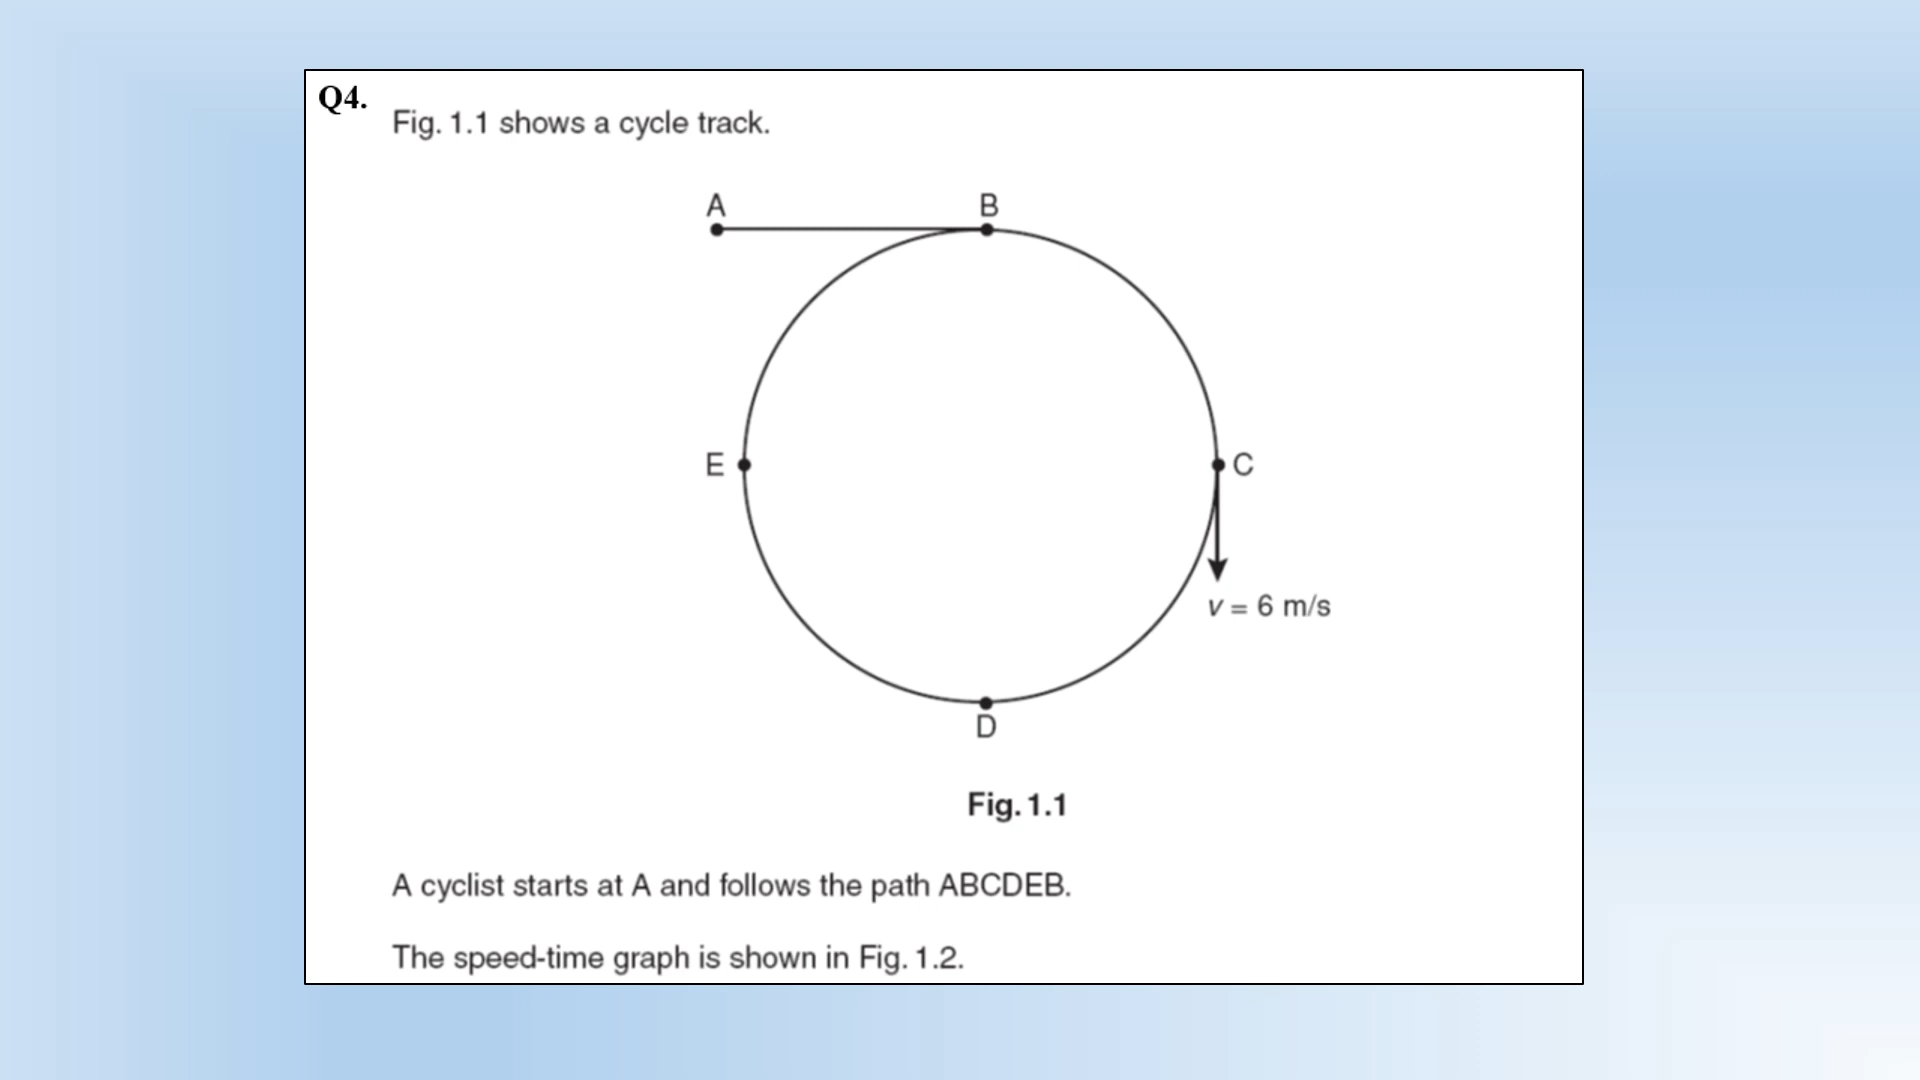 Q4.
Fig. 1.1 shows a cycle track.
A
B
E
C
v = 6 m/s
D
Fig. 1.1
A cyclist starts at A and follows the path ABCDEB.
The speed-time graph is shown in Fig. 1.2.